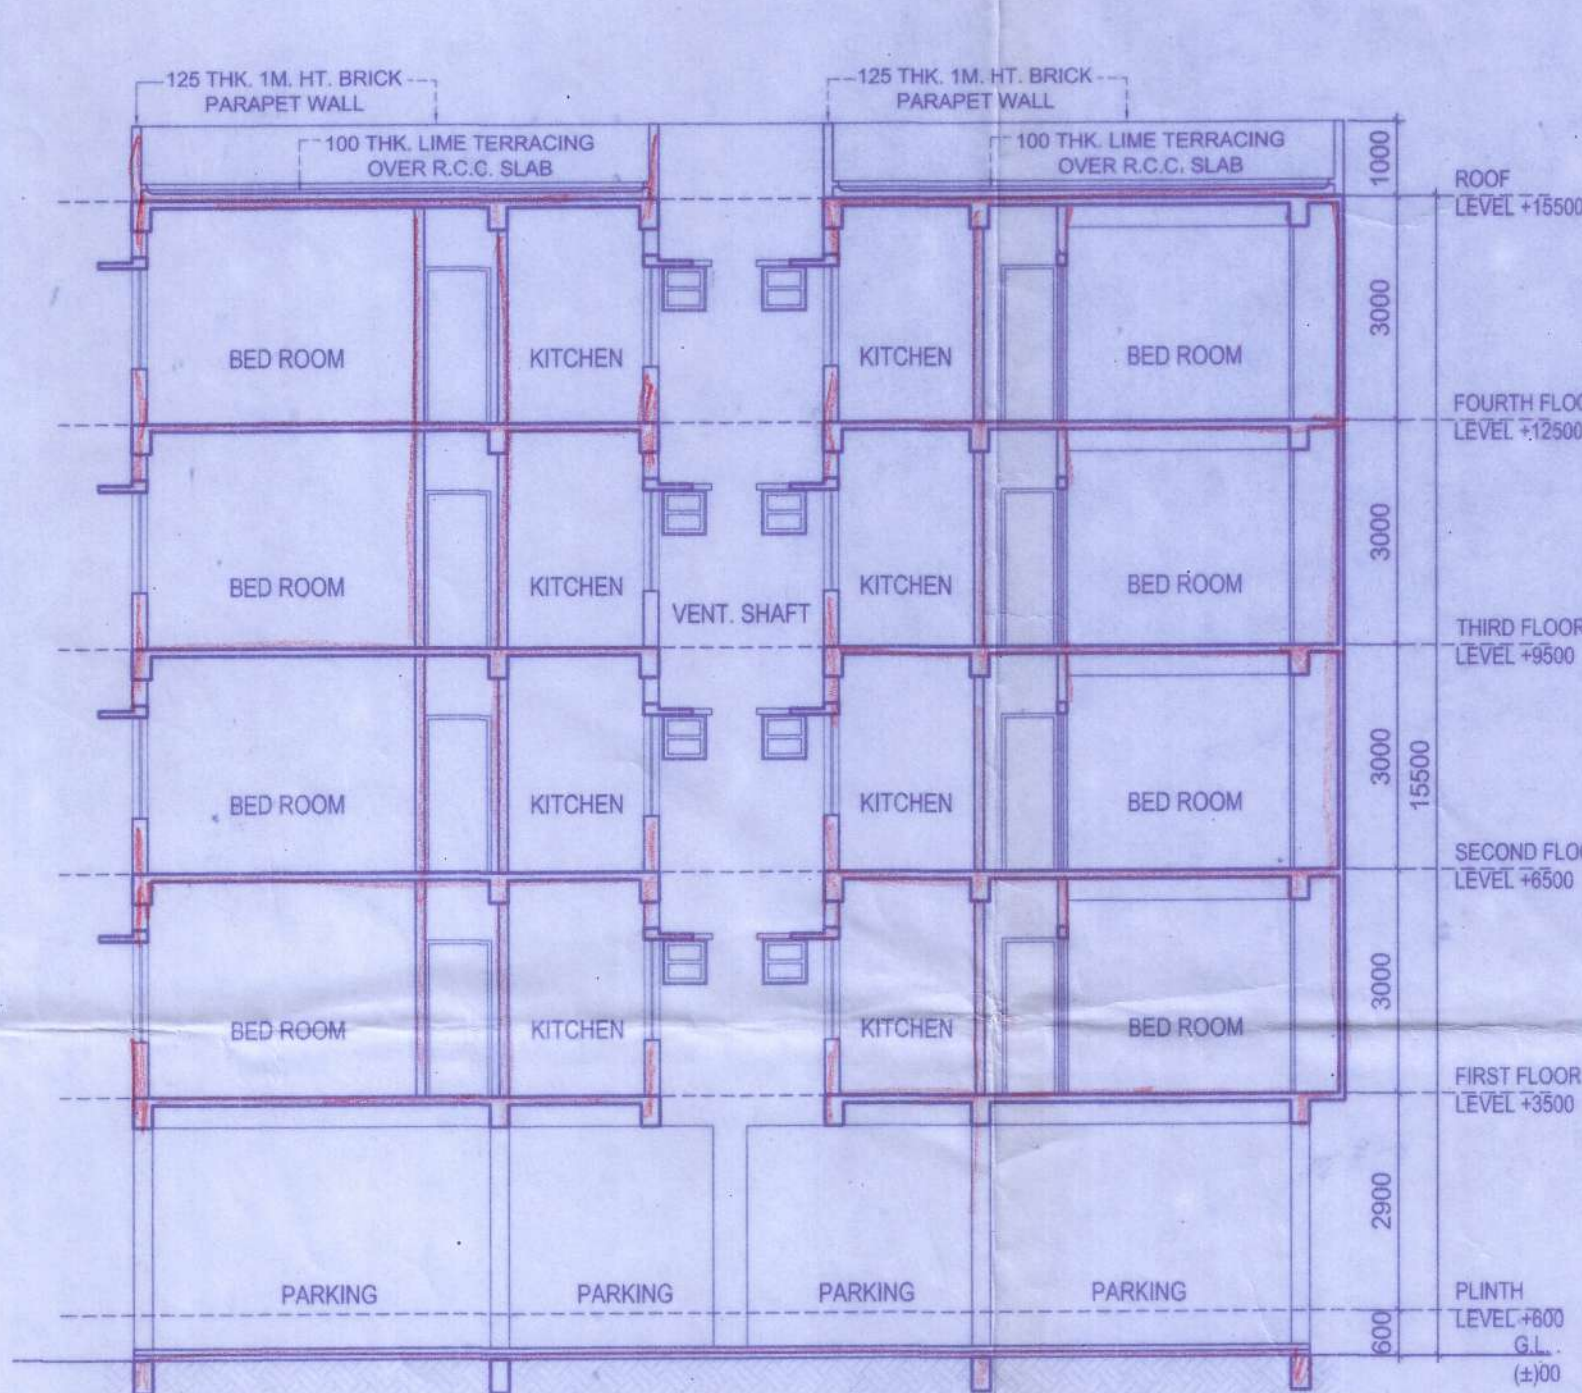 125 THK. 1M. HT. BRICK
PARAPET WALL
125 THK. 1M. HT. BRICK
PARAPET WALL
100 THK. LIME TERRACING
OVER R.C.C. SLAB
100 THK. LIME TERRACING
OVER R.C.C. SLAB
1000
ROOF
LEVEL +15500
3000
BED ROOM
KITCHEN
KITCHEN
BED ROOM
FOURTH FLOO
LEVEL +12500
3000
BED ROOM
KITCHEN
KITCHEN
BED ROOM
VENT. SHAFT
THIRD FLOOR
LEVEL +9500
3000
15500
BED ROOM
KITCHEN
KITCHEN
BED ROOM
SECOND FLOO
LEVEL +6500
3000
BED ROOM
KITCHEN
KITCHEN
BED ROOM
FIRST FLOOR
LEVEL +3500
2900
PARKING
PARKING
PARKING
PARKING
PLINTH
LEVEL +600
600
G.L.
(±)00